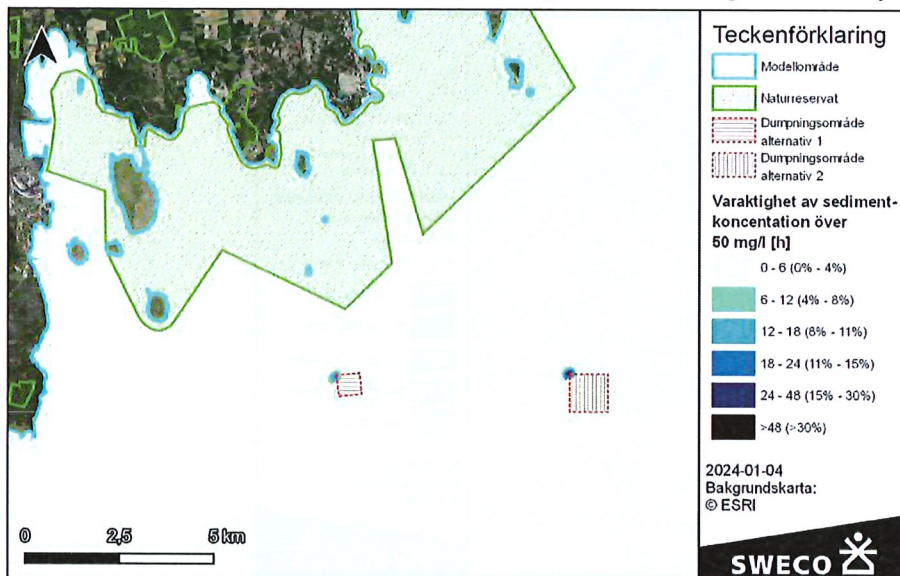 Teckenförklaring
Modellområde
Naturreservat
Dumpningsområde
alternativ 1
Dumpningsområde
alternativ 2
Varaktighet av sediment-
koncentation över
50 mg/l [h]
0 - 6 (0% - 4%)
6 - 12 (4% - 8%)
12 - 18 (8% - 11%)
18 - 24 (11% - 15%)
24 - 48 (15% - 30%)
>48 (>30%)
2024-01-04
Bakgrundskarta:
© ESRI
0 2,5 5 km
SWECO